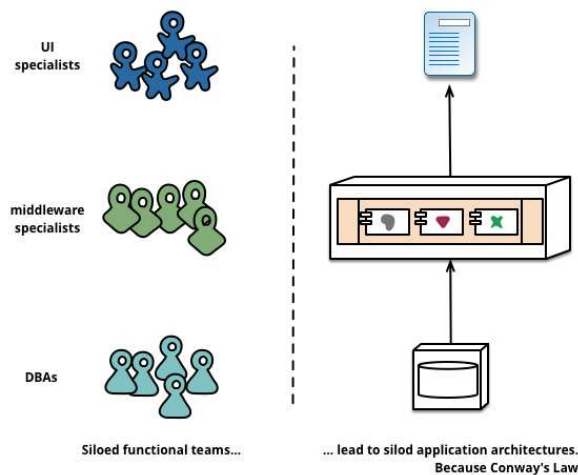 UI
specialists
middleware
specialists
DBAs
Siloed functional teams...
... lead to silod application architectures.
Because Conway's Law